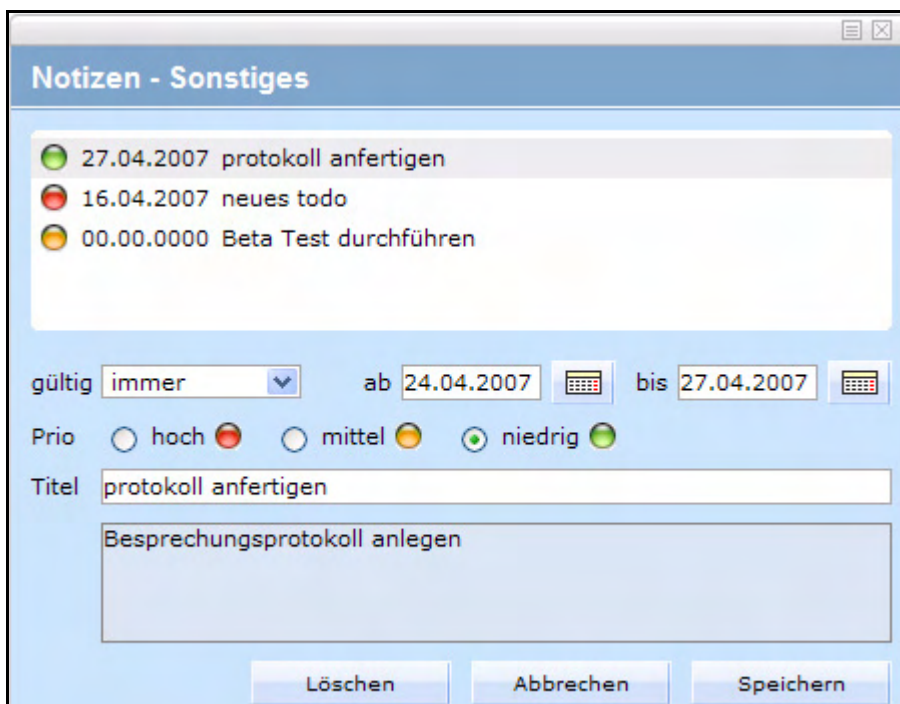 Notizen - Sonstiges
27.04.2007 protokoll anfertigen
16.04.2007 neues todo
00.00.0000 Beta Test durchführen
gültig immer ab 24.04.2007 bis 27.04.2007
Prio hoch mittel niedrig
Titel protokoll anfertigen
Besprechungsprotokoll anlegen
Löschen Abbrechen Speichern